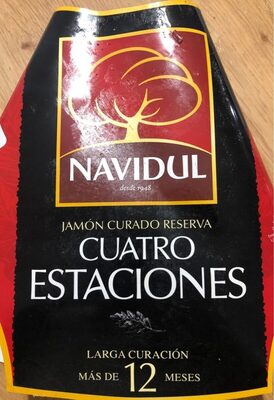 NAVIDUL
desde 1948
JAMÓN CURADO RESERVA
CUATRO
ESTACIONES
LARGA CURACIÓN
MÁS DE 12 MESES